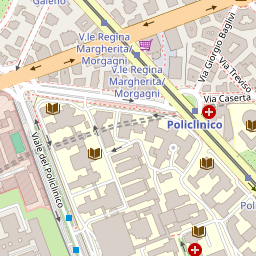 Galeno
V.le Regina
Margherita/
Morgagni
V.le Regina
Margherita/
Morgagni
Via Giorgio Baglivi
Via Treviso
Via Caserta
Policlinico
Viale del Policlinico
Pol